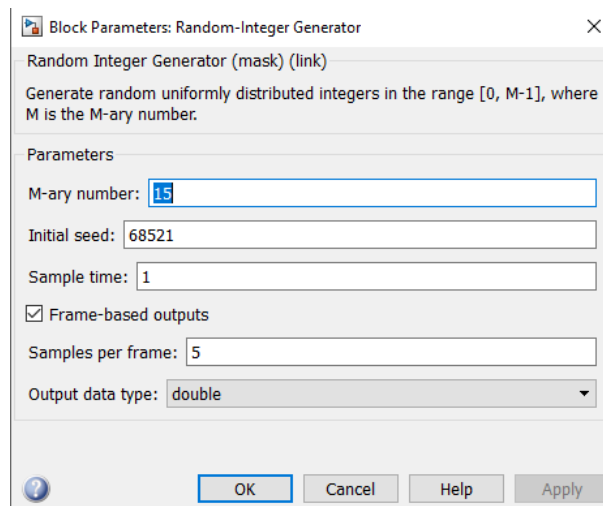 Block Parameters: Random-Integer Generator
Random Integer Generator (mask) (link)
Generate random uniformly distributed integers in the range [0, M-1], where
M is the M-ary number.
Parameters
M-ary number: 15
Initial seed: 68521
Sample time: 1
Frame-based outputs
Samples per frame: 5
Output data type: double
OK Cancel Help Apply